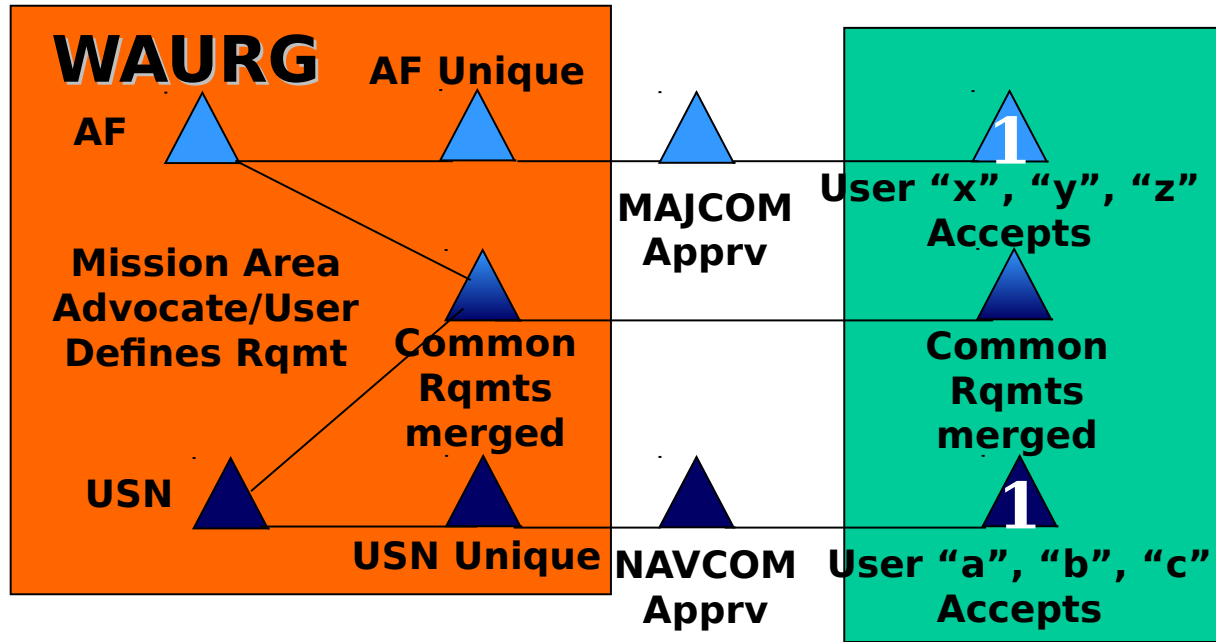 WAURG
AF Unique
AF
1
User “x”, “y”, “z”
Accepts
MAJCOM
Apprv
Mission Area
Advocate/User
Defines Rqmt
Common
Rqmts
merged
Common
Rqmts
merged
USN
1
USN Unique
NAVCOM
Apprv
User “a”, “b”, “c”
Accepts